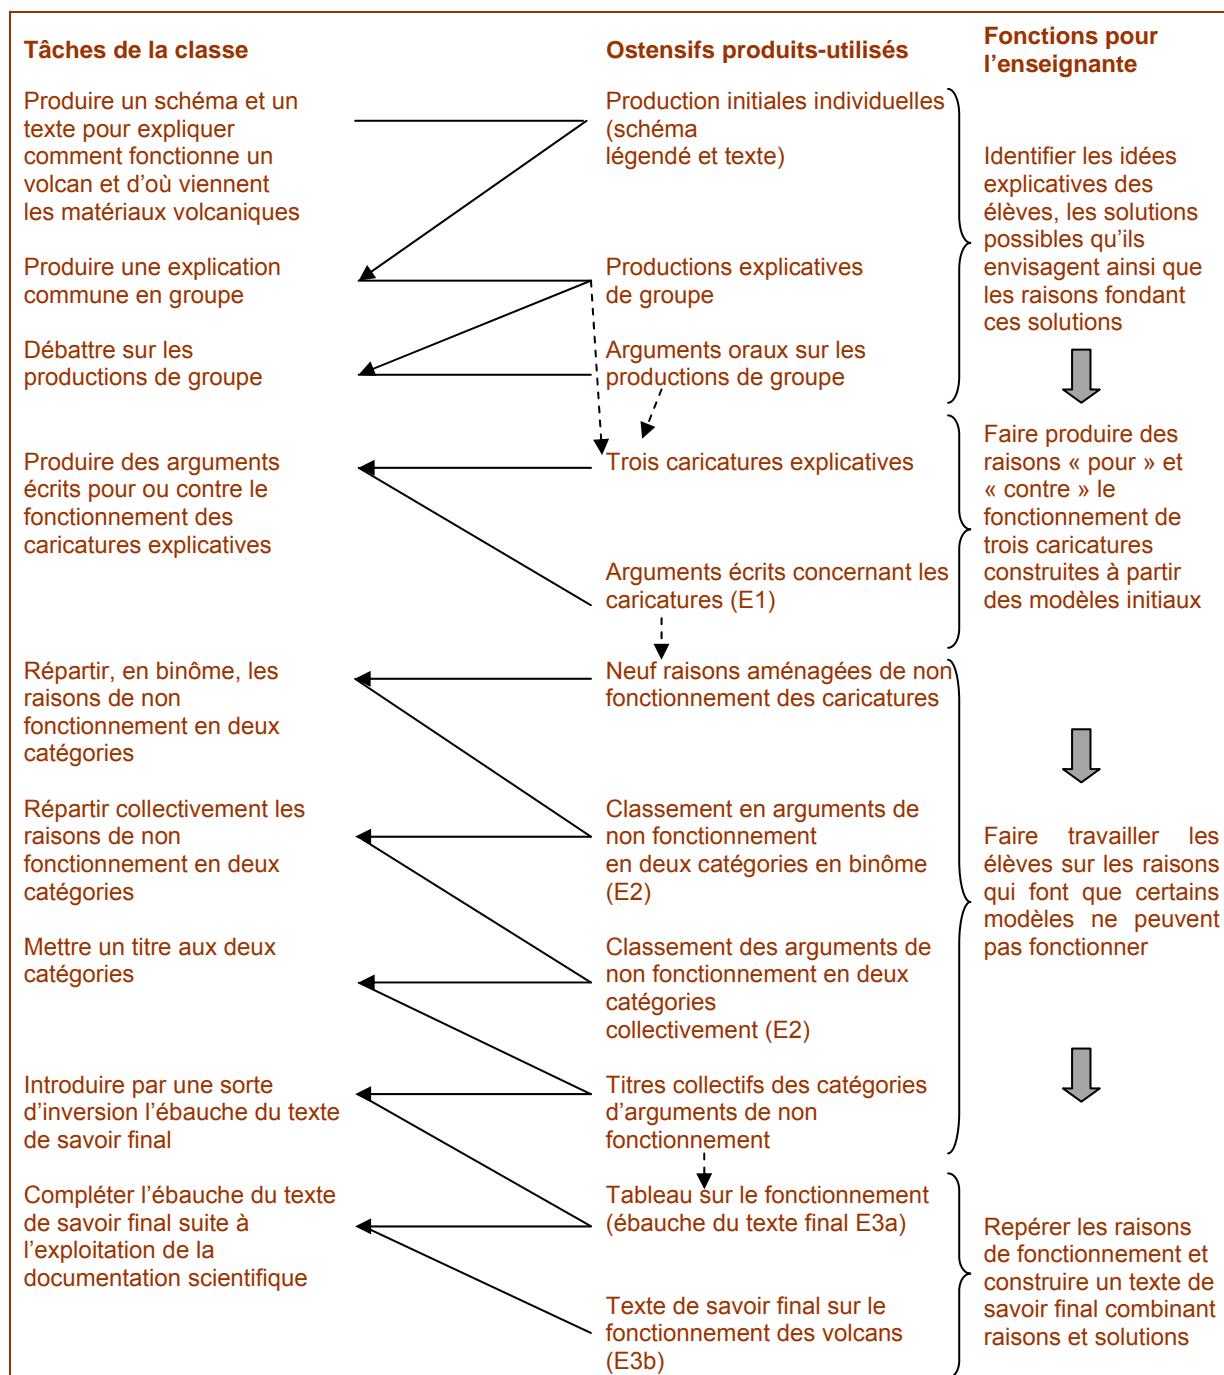 Tâches de la classe
Produire un schéma et un
texte pour expliquer
comment fonctionne un
volcan et d'où viennent
les matériaux volcaniques
Produire une explication
commune en groupe
Débattre sur les
productions de groupe
Produire des arguments
écrits pour ou contre le
fonctionnement des
caricatures explicatives
Répartir, en binôme, les
raisons de non
fonctionnement en deux
catégories
Répartir collectivement les
raisons de non
fonctionnement en deux
catégories
Mettre un titre aux deux
catégories
Introduire par une sorte
d'inversion l'ébauche du texte
de savoir final
Compléter l'ébauche du texte
de savoir final suite à
l'exploitation de la
documentation scientifique
Ostensifs produits-utilisés
Production initiales individuelles
(schéma
légendé et texte)
Productions explicatives
de groupe
Arguments oraux sur les
productions de groupe
Trois caricatures explicatives
Arguments écrits concernant les
caricatures (E1)
Neuf raisons aménagées de non
fonctionnement des caricatures
Classement en arguments de
non fonctionnement
en deux catégories en binôme
(E2)
Classement des arguments de
non fonctionnement en deux
catégories
collectivement (E2)
Titres collectifs des catégories
d'arguments de non
fonctionnement
Tableau sur le fonctionnement
(ébauche du texte final E3a)
Texte de savoir final sur le
fonctionnement des volcans
(E3b)
Fonctions pour
l'enseignante
Identifier les idées
explicatives des
élèves, les solutions
possibles qu'ils
envisagent ainsi que
les raisons fondant
ces solutions
Faire produire des
raisons « pour » et
« contre » le
fonctionnement de
trois caricatures
construites à partir
des modèles initiaux
Faire travailler les
élèves sur les raisons
qui font que certains
modèles ne peuvent
pas fonctionner
Repérer les raisons
de fonctionnement et
construire un texte de
savoir final combinant
raisons et solutions